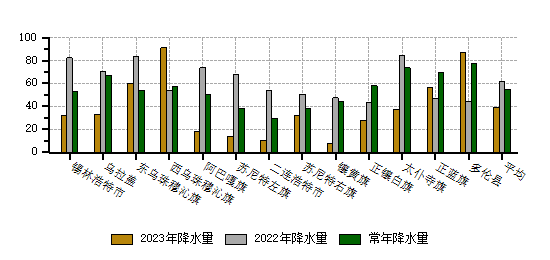 100
80
60
40
20
0
锡林浩特市
乌拉盖
东乌珠穆沁旗
西乌珠穆沁旗
阿巴嘎旗
苏尼特左旗
二连浩特市
苏尼特右旗
镶黄旗
正镶白旗
太仆寺旗
正蓝旗
多伦县
平均
2023年降水量 2022年降水量 常年降水量